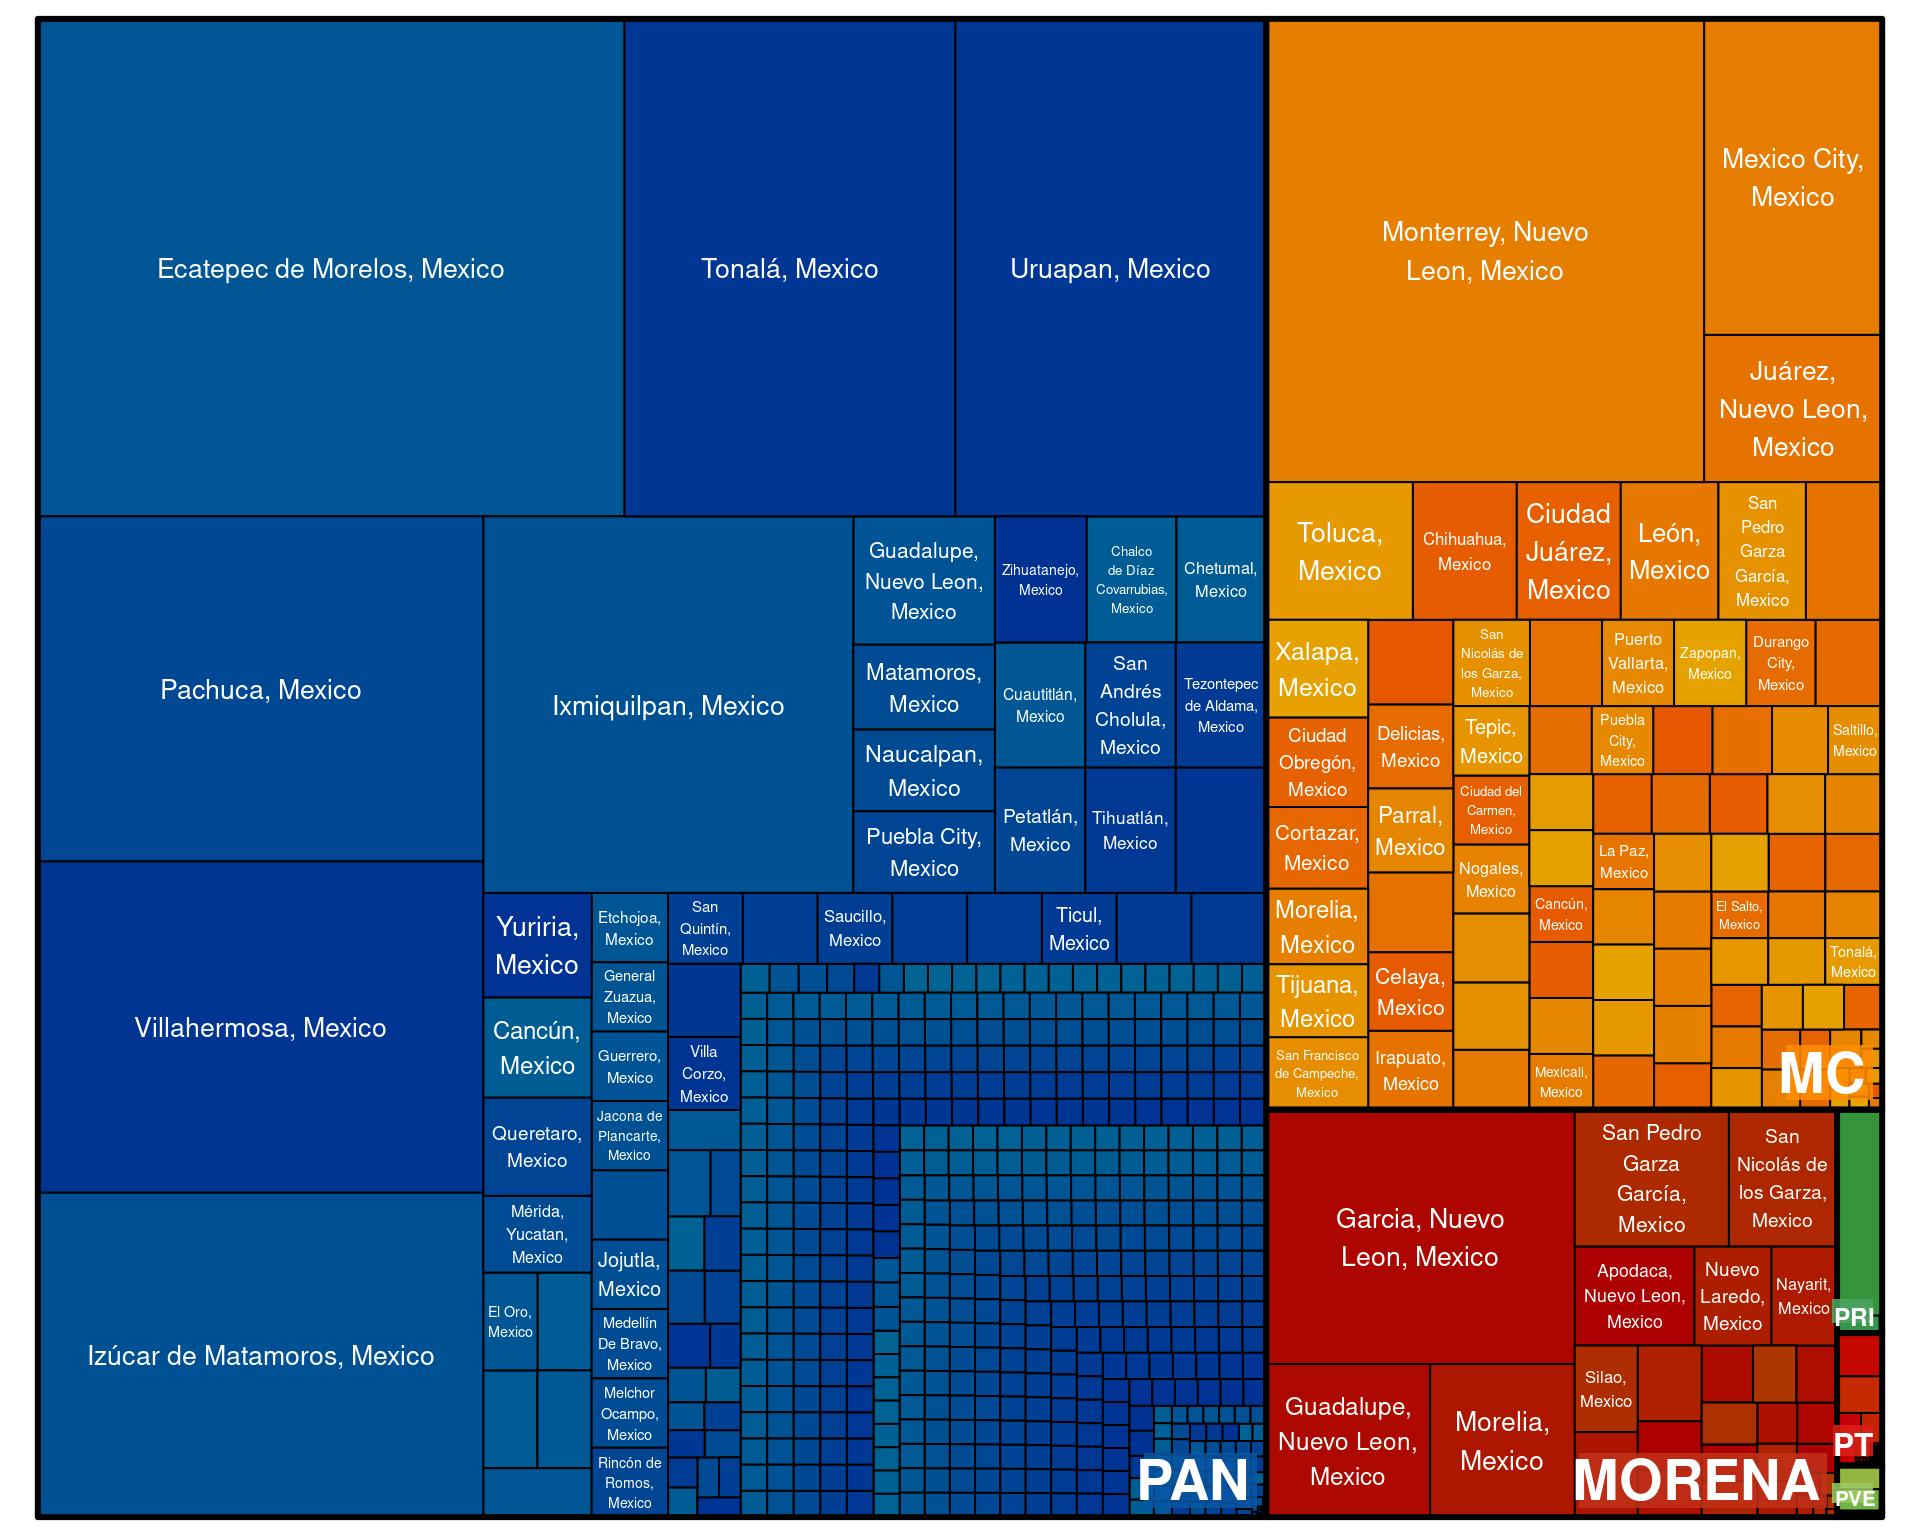 Ecatepec de Morelos, Mexico
Tonalá, Mexico
Uruapan, Mexico
Pachuca, Mexico
Villahermosa, Mexico
Izúcar de Matamoros, Mexico
Ixmiquilpan, Mexico
Guadalupe,
Nuevo Leon,
Mexico
Matamoros,
Mexico
Naucalpan,
Mexico
Puebla City,
Mexico
Zihuatanejo,
Mexico
Chalco
de Díaz
Covarrubias,
Mexico
Chetumal,
Mexico
Cuautitlán,
Mexico
San
Andrés
Cholula,
Mexico
Tezontepec
de Aldama,
Mexico
Petatlán,
Mexico
Tihuatlán,
Mexico
Yuriria,
Mexico
Cancún,
Mexico
Queretaro,
Mexico
Mérida,
Yucatan,
Mexico
El Oro,
Mexico
Etchojoa,
Mexico
General
Zuazua,
Mexico
Guerrero,
Mexico
Jacona de
Plancarte,
Mexico
Jojutla,
Mexico
Medellín
De Bravo,
Mexico
Melchor
Ocampo,
Mexico
Rincón de
Romos,
Mexico
San
Quintín,
Mexico
Saucillo,
Mexico
Ticul,
Mexico
Villa
Corzo,
Mexico
PAN
Monterrey, Nuevo
Leon, Mexico
Mexico City,
Mexico
Juárez,
Nuevo Leon,
Mexico
Toluca,
Mexico
Chihuahua,
Mexico
Ciudad
Juárez,
Mexico
León,
Mexico
San
Pedro
Garza
García,
Mexico
Xalapa,
Mexico
Ciudad
Obregón,
Mexico
Cortazar,
Mexico
Morelia,
Mexico
Tijuana,
Mexico
San Francisco
de Campeche,
Mexico
Delicias,
Mexico
Parral,
Mexico
Celaya,
Mexico
Irapuato,
Mexico
San
Nicolás de
los Garza,
Mexico
Puerto
Vallarta,
Mexico
Zapopan,
Mexico
Durango
City,
Mexico
Tepic,
Mexico
Puebla
City,
Mexico
Saltillo,
Mexico
Ciudad del
Carmen,
Mexico
Nogales,
Mexico
La Paz,
Mexico
Cancún,
Mexico
El Salto,
Mexico
Tonalá,
Mexico
Mexicali,
Mexico
MC
Garcia, Nuevo
Leon, Mexico
Guadalupe,
Nuevo Leon,
Mexico
Morelia,
Mexico
San Pedro
Garza
García,
Mexico
San
Nicolás de
los Garza,
Mexico
Apodaca,
Nuevo Leon,
Mexico
Nuevo
Laredo,
Mexico
Nayarit,
Mexico
Silao,
Mexico
MORENA
PRI
PT
PVE